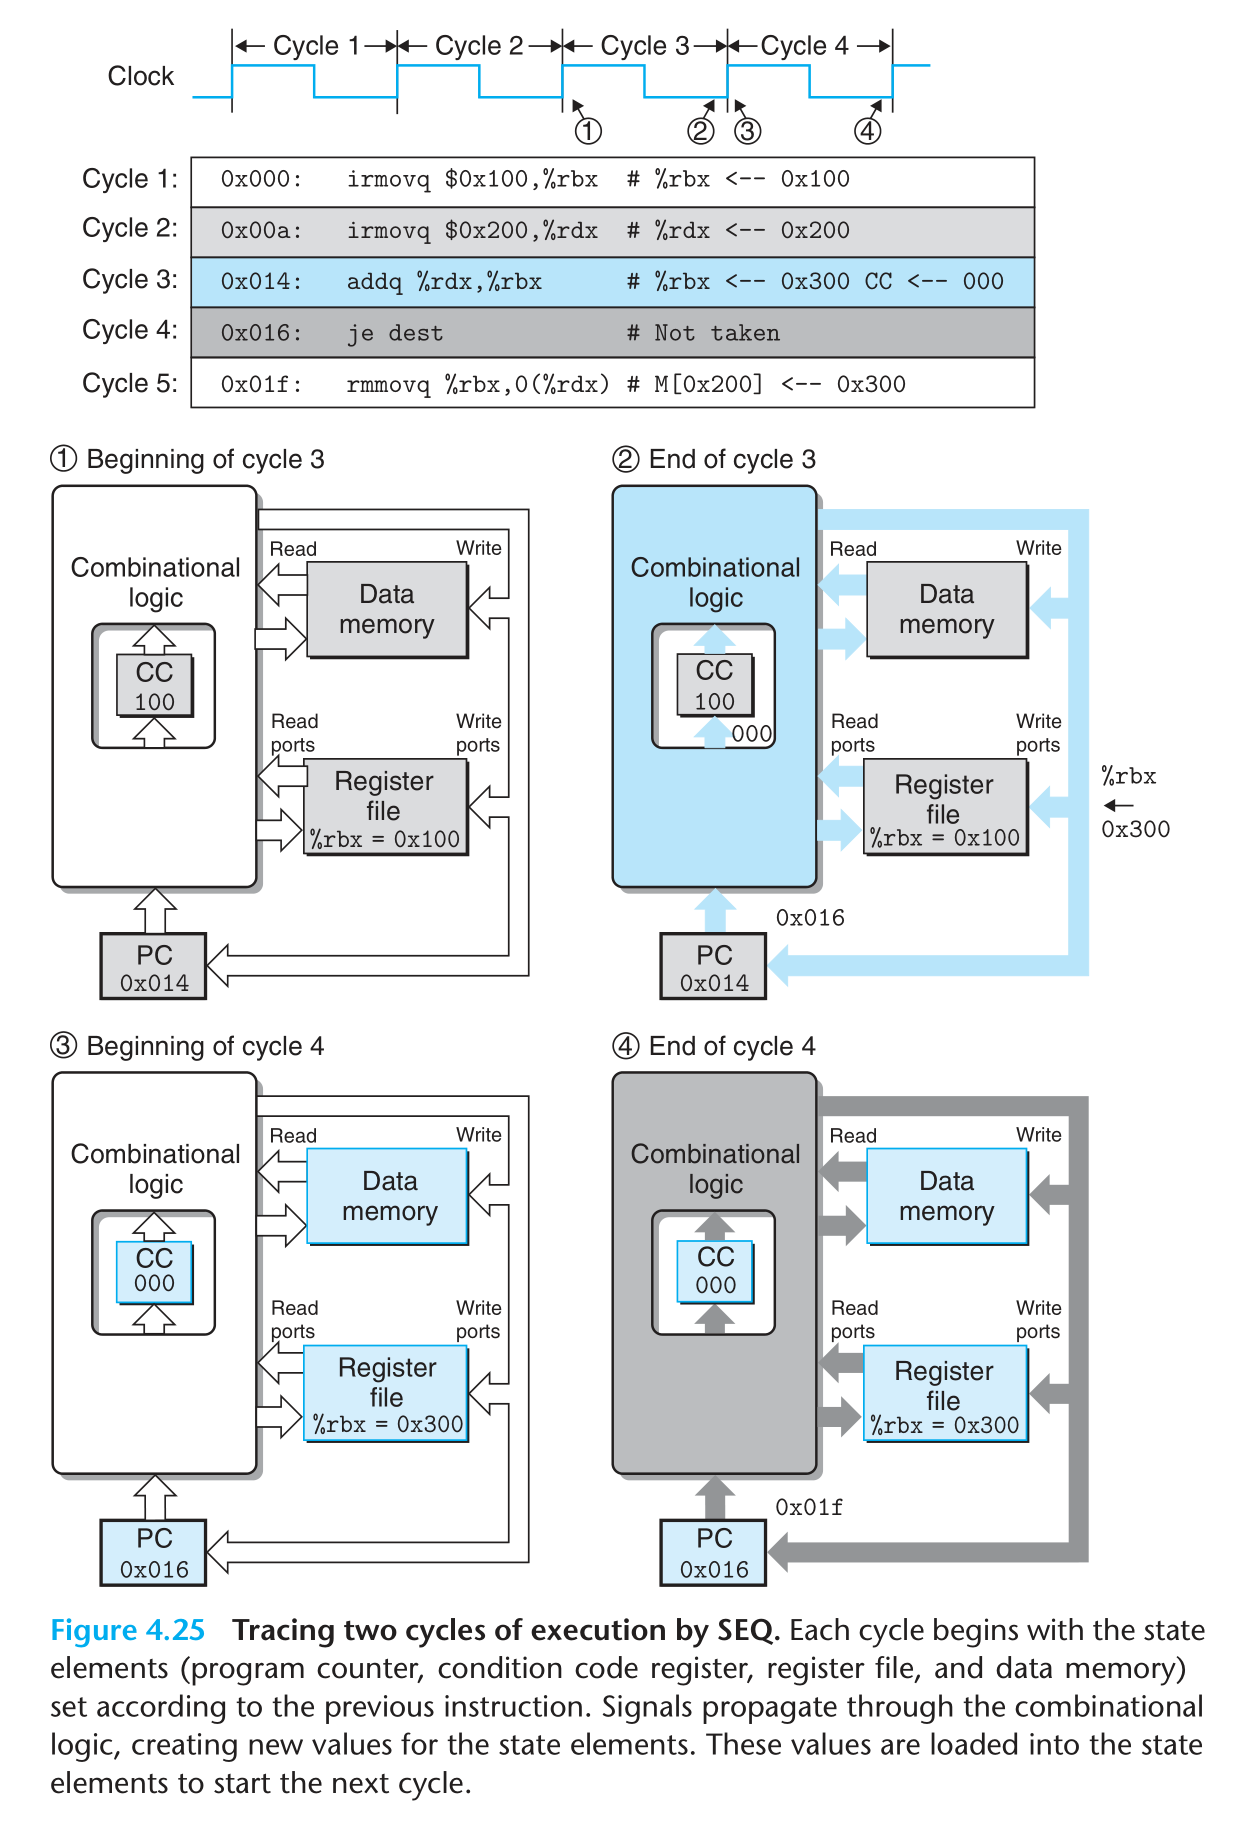 Cycle 1 Cycle 2 Cycle 3 Cycle 4
Clock
① ② ③ ④
Cycle 1: 0x000: irmovq $0x100,%rbx # %rbx <-- 0x100
Cycle 2: 0x00a: irmovq $0x200,%rdx # %rdx <-- 0x200
Cycle 3: 0x014: addq %rdx,%rbx # %rbx <-- 0x300 CC <-- 000
Cycle 4: 0x016: je dest # Not taken
Cycle 5: 0x01f: rmmovq %rbx,0(%rdx) # M[0x200] <-- 0x300
① Beginning of cycle 3
Combinational
logic
CC
100
Read
Write
Data
memory
Read
ports
Write
ports
Register
file
%rbx = 0x100
PC
0x014
② End of cycle 3
Combinational
logic
CC
100
000
Read
Write
Data
memory
Read
ports
Write
ports
Register
file
%rbx = 0x100
%rbx
0x300
0x016
PC
0x014
③ Beginning of cycle 4
Combinational
logic
CC
000
Read
Write
Data
memory
Read
ports
Write
ports
Register
file
%rbx = 0x300
PC
0x016
④ End of cycle 4
Combinational
logic
CC
000
Read
Write
Data
memory
Read
ports
Write
ports
Register
file
%rbx = 0x300
0x01f
PC
0x016
Figure 4.25 Tracing two cycles of execution by SEQ. Each cycle begins with the state
elements (program counter, condition code register, register file, and data memory)
set according to the previous instruction. Signals propagate through the combinational
logic, creating new values for the state elements. These values are loaded into the state
elements to start the next cycle.